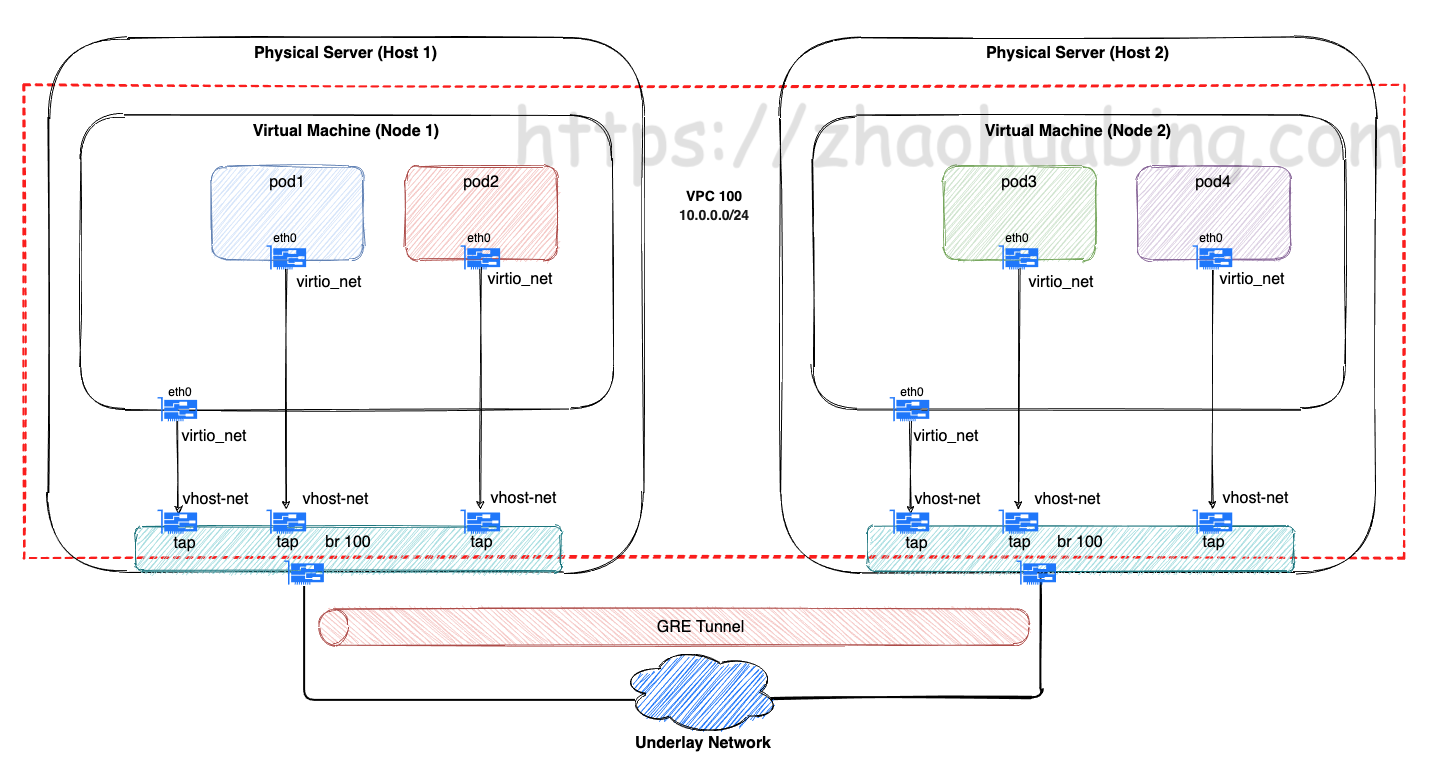 Physical Server (Host 1)
Physical Server (Host 2)
https://zhaohuabing.com
Virtual Machine (Node 1)
Virtual Machine (Node 2)
pod1
pod2
pod3
pod4
VPC 100
10.0.0.0/24
eth0
eth0
eth0
eth0
virtio_net
virtio_net
virtio_net
virtio_net
eth0
eth0
virtio_net
virtio_net
vhost-net
vhost-net
vhost-net
vhost-net
vhost-net
vhost-net
tap
tap
br 100
tap
tap
tap
br 100
tap
GRE Tunnel
Underlay Network